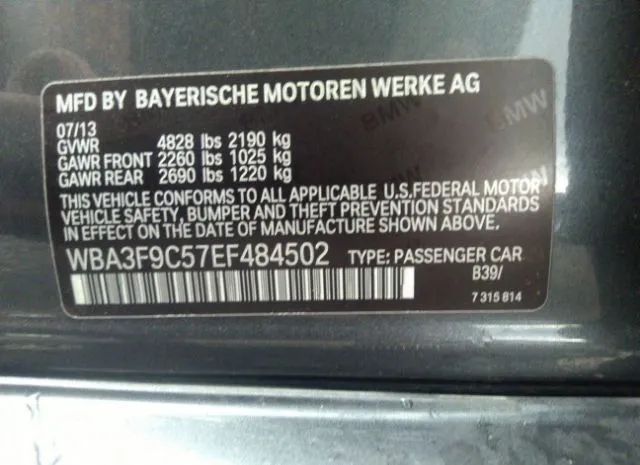 MFD BY BAYERISCHE MOTOREN WERKE AG
07/13
GVWR 4828 lbs 2190 kg
GAWR FRONT 2260 lbs 1025 kg
GAWR REAR 2690 lbs 1220 kg
THIS VEHICLE CONFORMS TO ALL APPLICABLE U.S.FEDERAL MOTOR
VEHICLE SAFETY, BUMPER AND THEFT PREVENTION STANDARDS
IN EFFECT ON THE DATE OF MANUFACTURE SHOWN ABOVE.
WBA3F9C57EF484502 TYPE: PASSENGER CAR
B39/
7 315 814
BMW
BMW
BMW